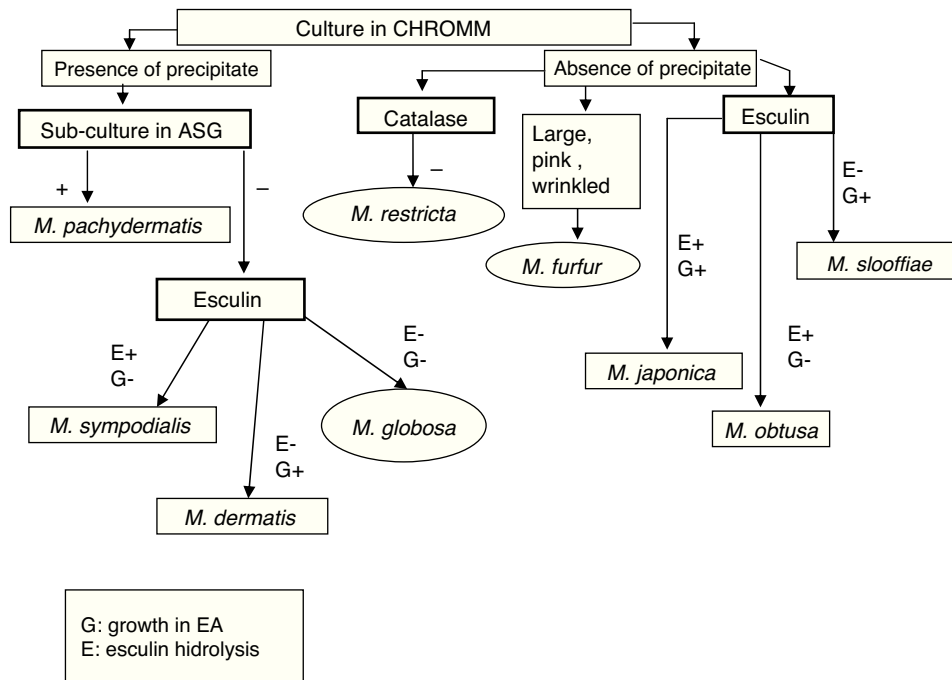 Culture in CHROMM
Presence of precipitate
Absence of precipitate
Sub-culture in ASG
Catalase
Large,
pink ,
wrinkled
Esculin
+
–
–
E-
G+
M. pachydermatis
M. restricta
E+
G+
M. furfur
M. slooffiae
Esculin
E+
G-
E-
G-
E+
G-
M. japonica
M. sympodialis
M. globosa
M. obtusa
E-
G+
M. dermatis
G: growth in EA
E: esculin hidrolysis